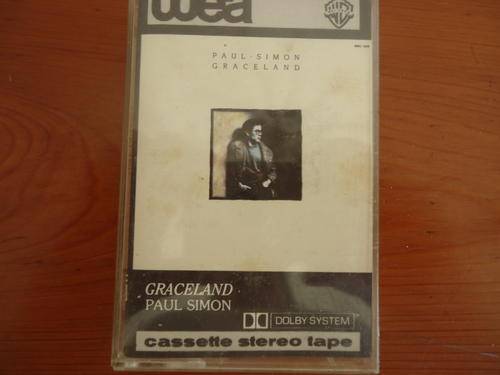 wea
PAUL · SIMON
GRACELAND
GRACELAND
PAUL SIMON
DOLBY SYSTEM
cassette stereo tape